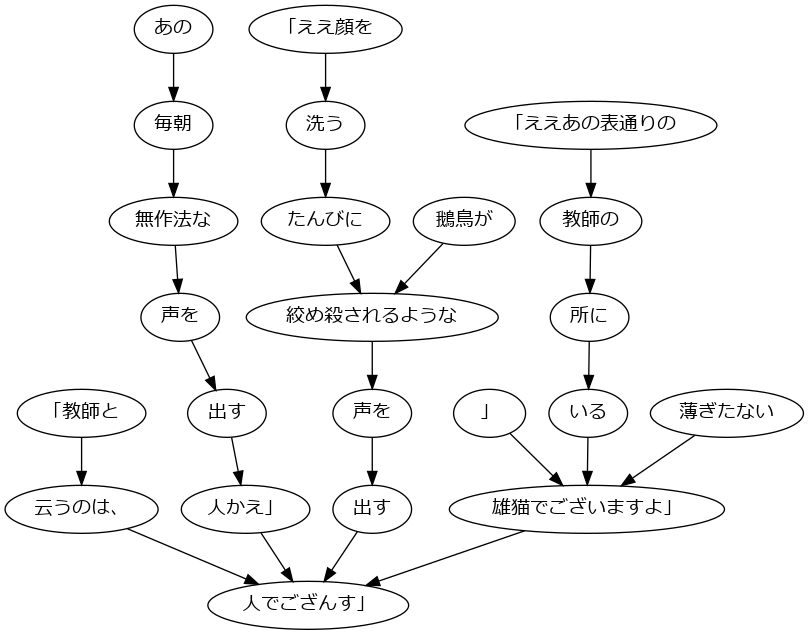 あの
「ええ顔を
毎朝
洗う
「ええあの表通りの
無作法な
たんびに
鵝鳥が
教師の
声を
絞め殺されるような
所に
「教師と
出す
声を
」
いる
薄ぎたない
云うのは、
人かえ」
出す
雄猫でございますよ」
人でござんす」